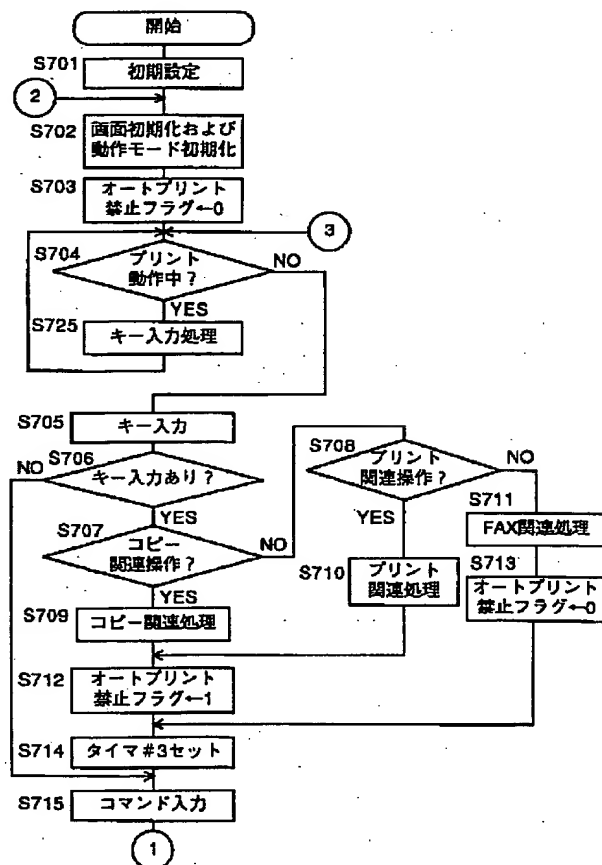 開始
S701
初期設定
2
S702
画面初期化および
動作モード初期化
S703
オートプリント
禁止フラグ←0
3
S704
プリント
動作中？
NO
YES
S725
キー入力処理
S705
キー入力
S706
NO
キー入力あり？
YES
S707
コピー
関連操作？
NO
YES
S708
プリント
関連操作？
NO
YES
S711
FAX関連処理
S710
プリント
関連処理
S713
オートプリント
禁止フラグ←0
S709
コピー関連処理
S712
オートプリント
禁止フラグ←1
S714
タイマ#3セット
S715
コマンド入力
1